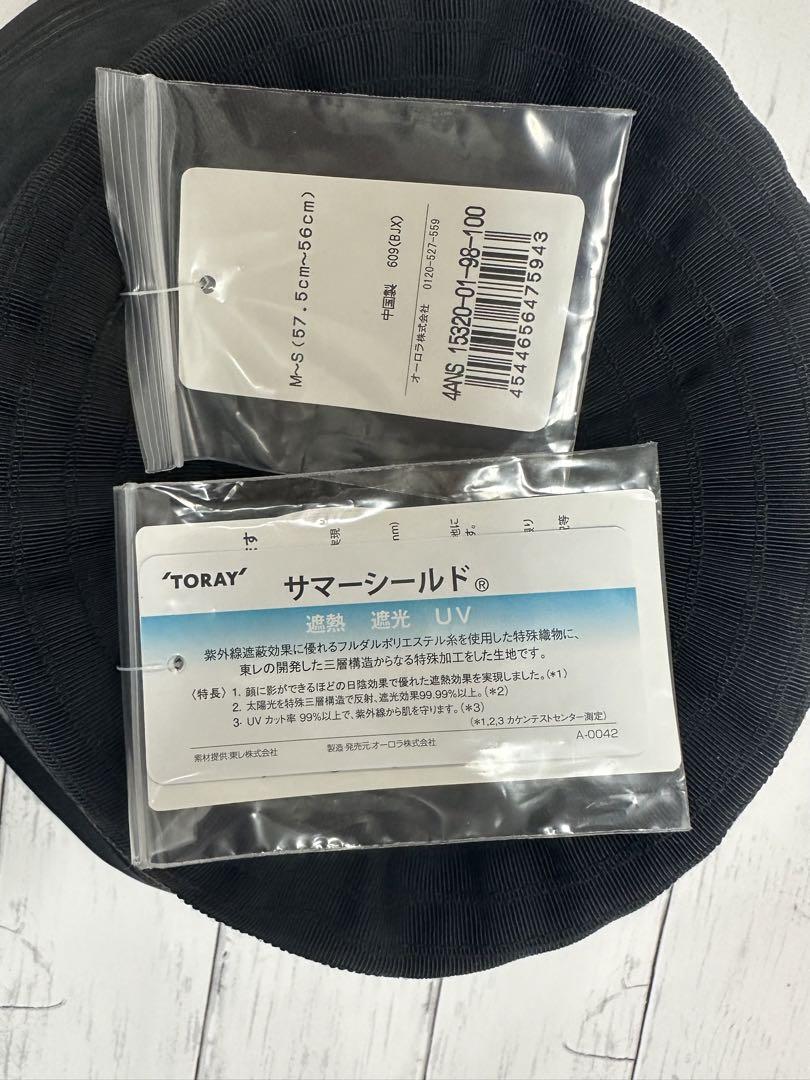 M~S(57.5cm~56cm)
中国製 609(BJX)
オーロラ株式会社 0120-527-559
4ANS 15320-01-98-100
4544656475943
'TORAY'
サマーシールド®
遮熱 遮光 UV
紫外線遮蔽効果に優れるフルダルポリエステル糸を使用した特殊織物に、
東レの開発した三層構造からなる特殊加工をした生地です。
〈特長〉1. 顔に影ができるほどの日陰効果で優れた遮熱効果を実現しました。(*1)
2. 太陽光を特殊三層構造で反射、遮光効果99.99%以上。(*2)
3. UVカット率 99%以上で、紫外線から肌を守ります。(*3)
(*1,2,3 カケンテストセンター測定)
A-0042
素材提供:東レ株式会社 製造・発売元:オーロラ株式会社